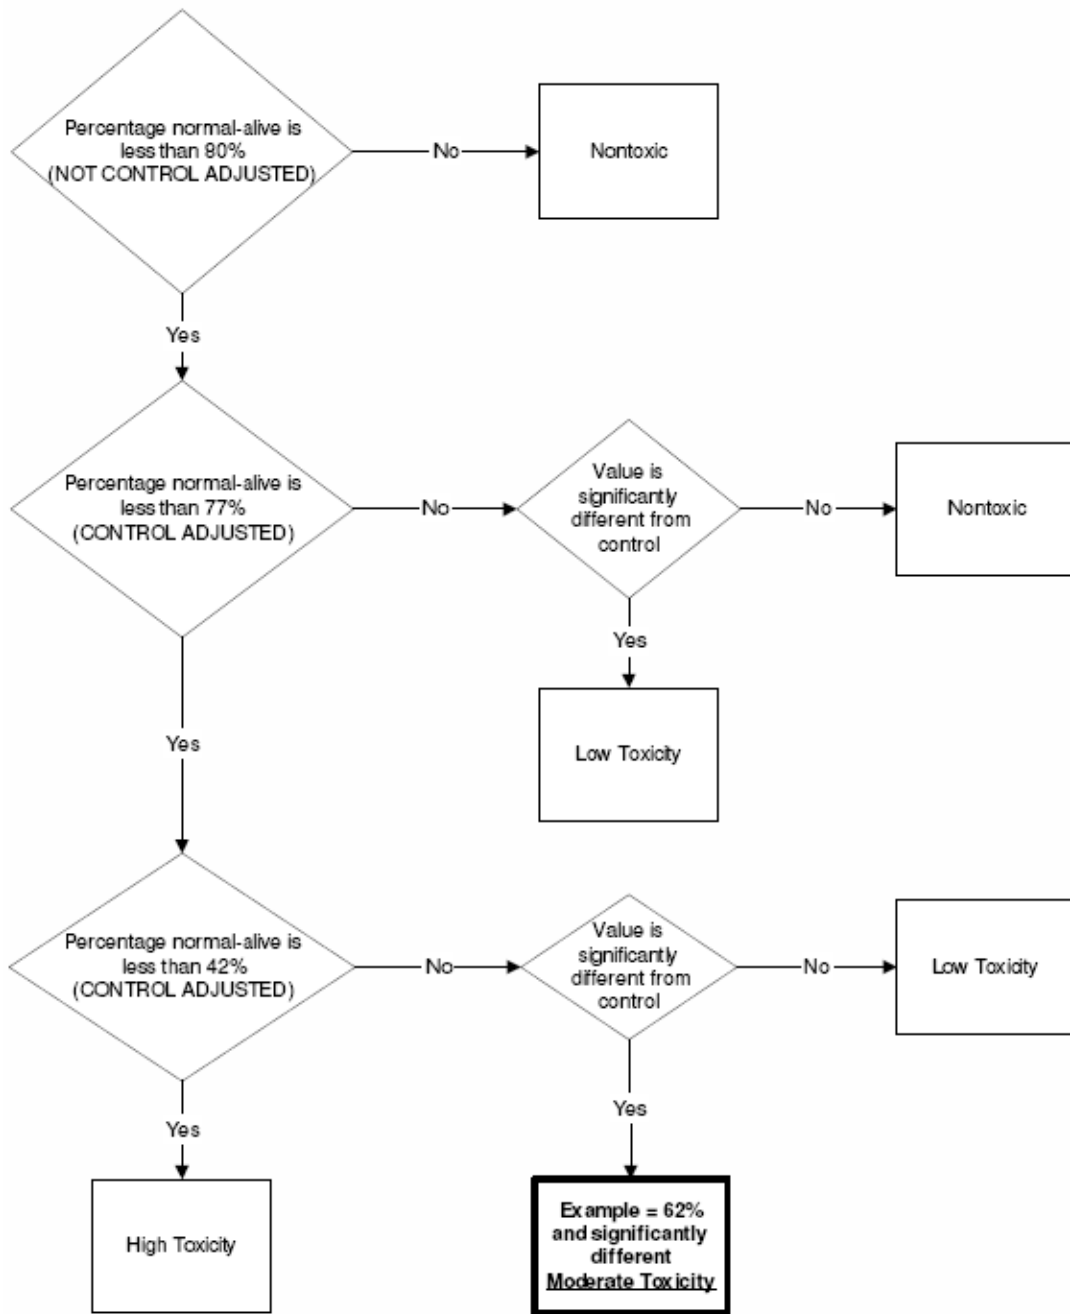 Percentage normal-alive is
less than 80%
(NOT CONTROL ADJUSTED)
No
Nontoxic
Yes
Percentage normal-alive is
less than 77%
(CONTROL ADJUSTED)
No
Value is
significantly
different from
control
No
Nontoxic
Yes
Low Toxicity
Yes
Percentage normal-alive is
less than 42%
(CONTROL ADJUSTED)
No
Value is
significantly
different from
control
No
Low Toxicity
Yes
High Toxicity
Yes
Example = 62%
and significantly
different
Moderate Toxicity